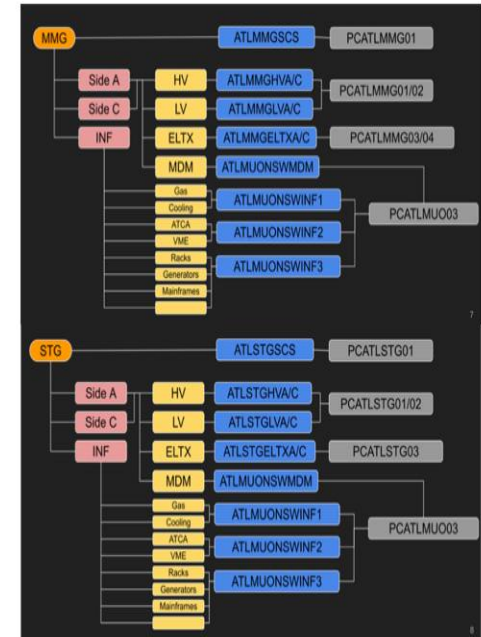 MMG ATLMMGSCS PCATLMMG01
Side A HV ATLMMGHVA/C
PCATLMMG01/02
Side C LV ATLMMGLVA/C
INF ELTX ATLMMGELTXA/C PCATLMMG03/04
MDM ATLMUONSWMDM
Gas
ATLMUONSWINF1
Cooling
PCATLMUO03
ATCA
ATLMUONSWINF2
VME
Racks
ATLMUONSWINF3
Generators
Mainframes
7
STG ATLSTGSCS PCATLSTG01
Side A HV ATLSTGHVA/C
PCATLSTG01/02
Side C LV ATLSTGLVA/C
INF ELTX ATLSTGELTXA/C PCATLSTG03
MDM ATLMUONSWMDM
Gas
ATLMUONSWINF1
Cooling
PCATLMUO03
ATCA
ATLMUONSWINF2
VME
Racks
ATLMUONSWINF3
Generators
Mainframes
8